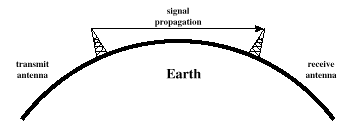 signal
propagation
transmit
antenna
Earth
receive
antenna